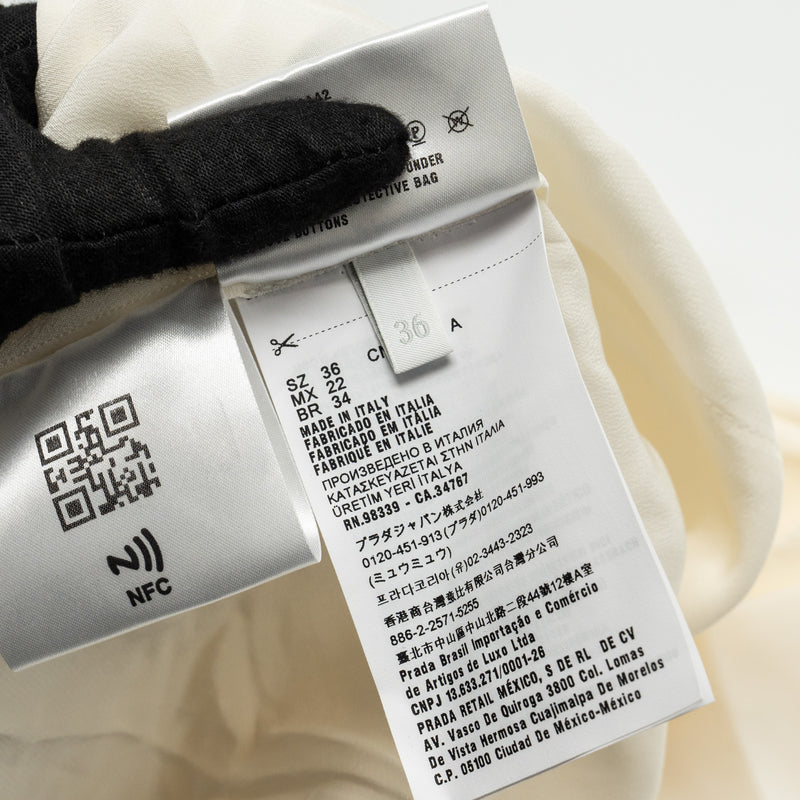 UNDER
PROTECTIVE BAG
BUTTONS
36
SZ 36
MX 22
BR 34
MADE IN ITALY
FABRICADO EN ITALIA
FABRICADO EM ITALIA
FABRIQUÉ EN ITALIE
ПРОИЗВЕДЕНО В ИТАЛИЯ
ΚΑΤΑΣΚΕΥΑΖΕΤΑΙ ΣΤΗΝ ΙΤΑΛΙΑ
ÜRETİM YERİ İTALYA
RN.98339 - CA.34767
プラダジャパン株式会社
0120-451-913(プラダ)0120-451-993
(ミュウミュウ)
프라다코리아(유)02-3443-2323
香港商台灣普比有限公司台灣分公司
886-2-2571-5255
臺北市中山區中山北路二段44號12樓A室
Prada Brasil Importação e Comércio
de Artigos de Luxo Ltda
CNPJ 13.633.271/0001-26
PRADA RETAIL MÉXICO, S DE RL DE CV
AV. Vasco De Quiroga 3800 Col. Lomas
De Vista Hermosa Cuajimalpa De Morelos
C.P. 05100 Ciudad De México-México
NFC